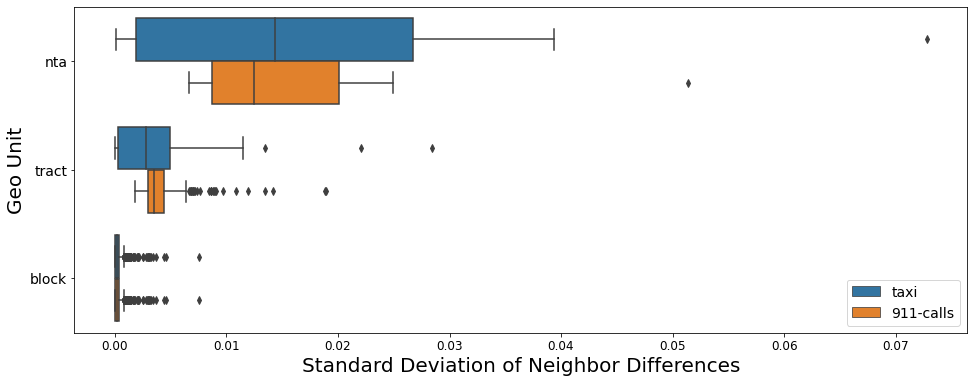 Geo Unit
nta
tract
block
taxi
911-calls
0.00 0.01 0.02 0.03 0.04 0.05 0.06 0.07
Standard Deviation of Neighbor Differences